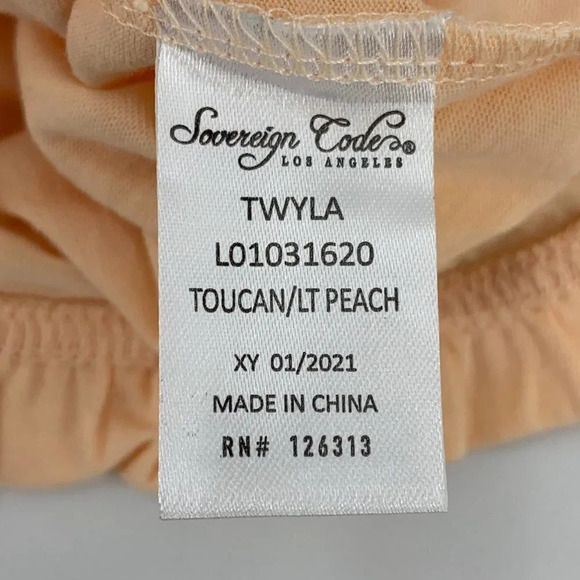 Sovereign Code®
LOS ANGELES
TWYLA
L01031620
TOUCAN/LT PEACH
XY 01/2021
MADE IN CHINA
RN# 126313